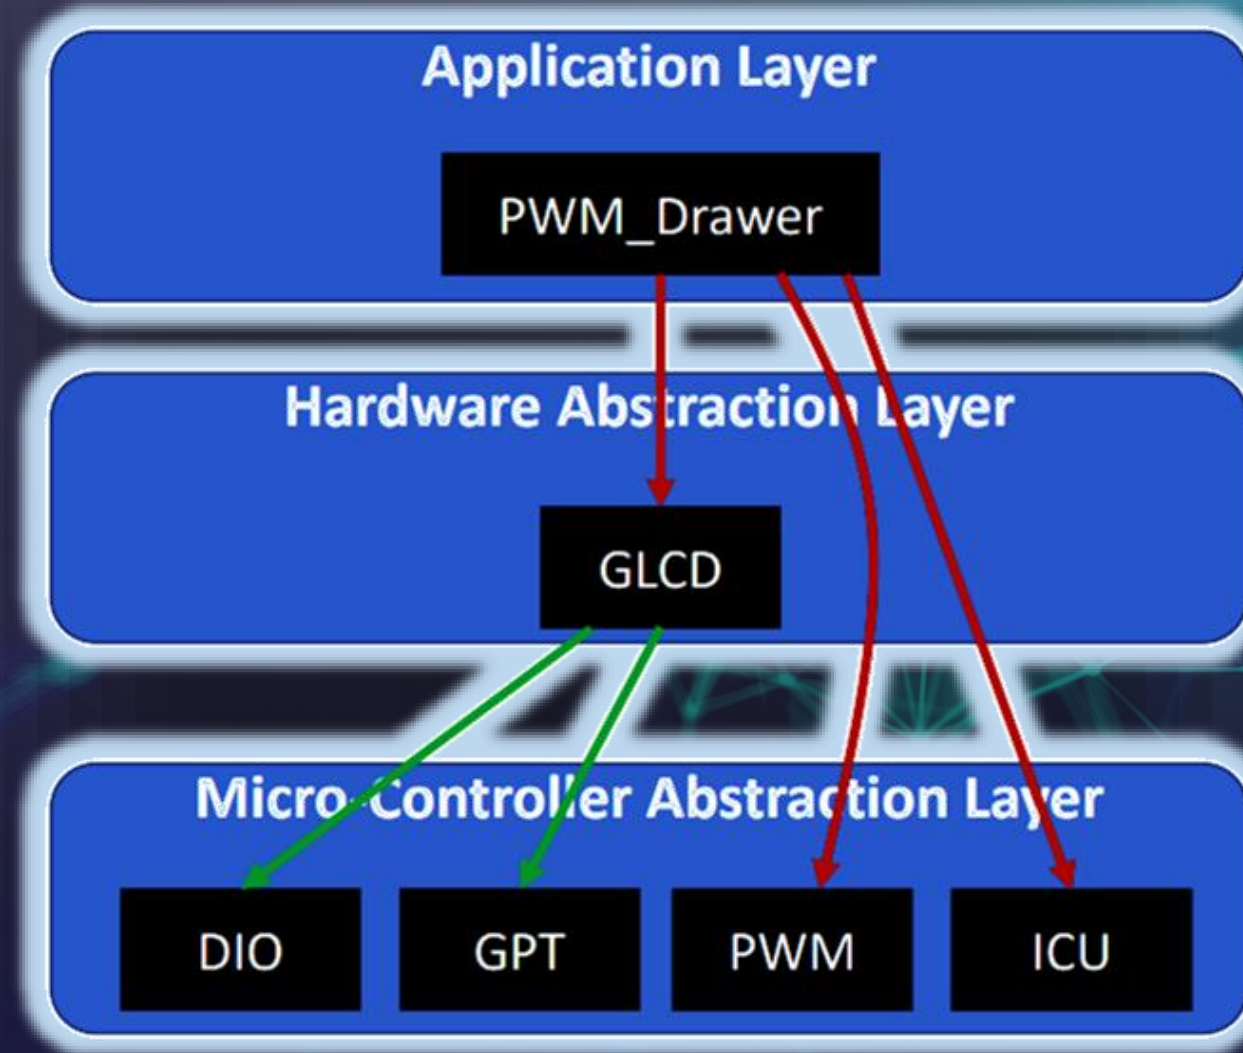 Application Layer
PWM_Drawer
Hardware Abstraction Layer
GLCD
Micro-Controller Abstraction Layer
DIO
GPT
PWM
ICU